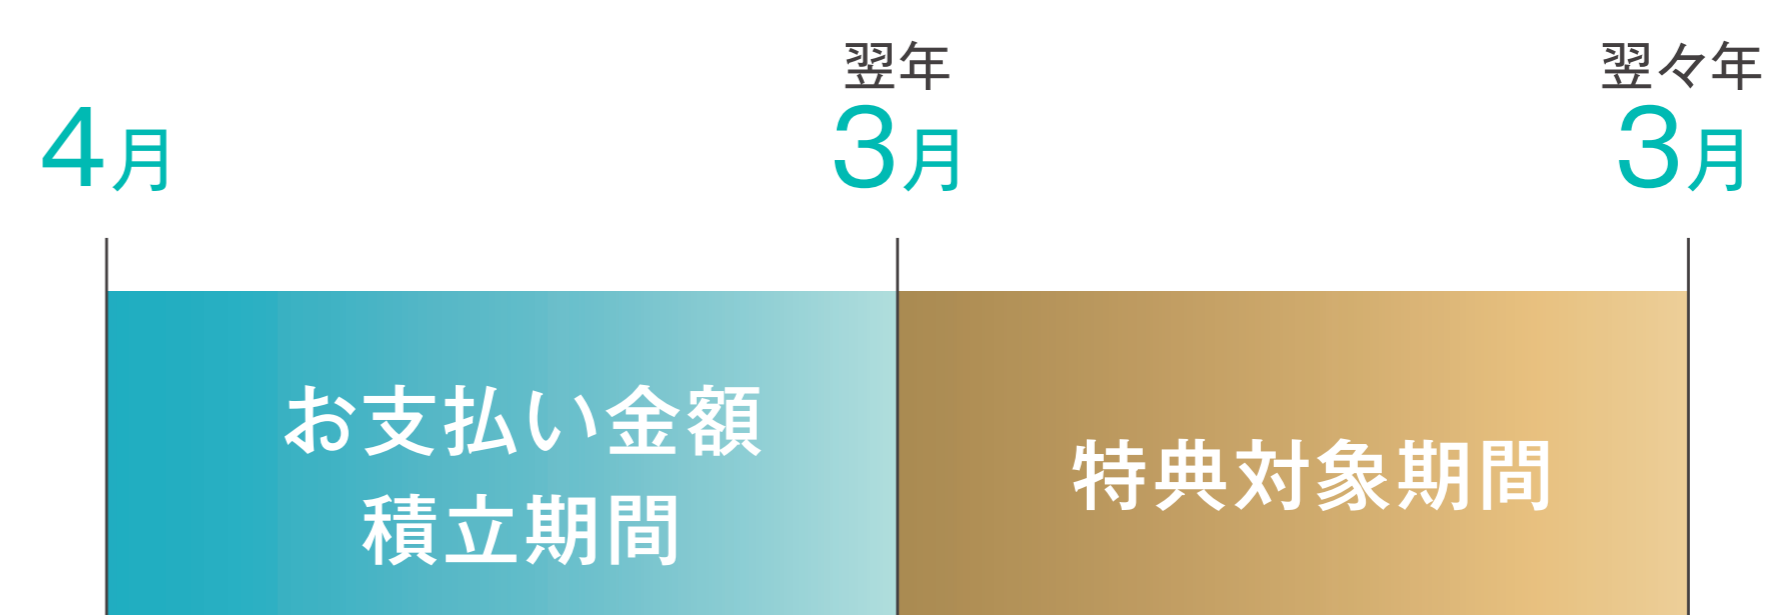 翌年
翌々年
4月
3月
3月
お支払い金額
積立期間
特典対象期間